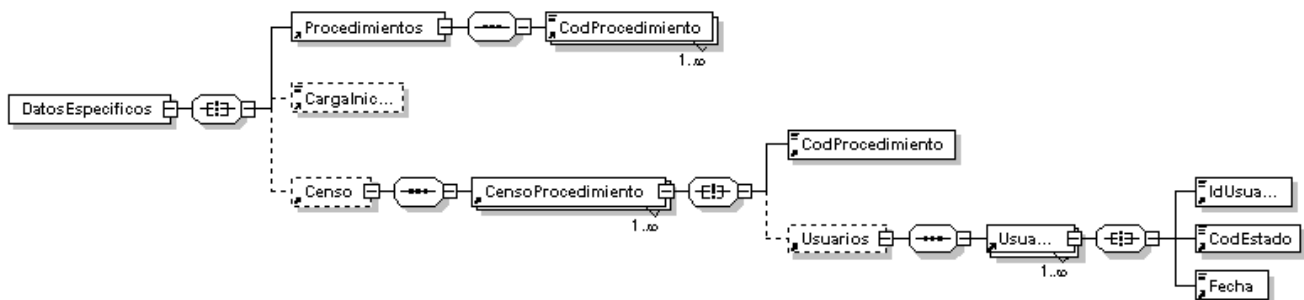 Procedimientos
CodProcedimiento
1..∞
CargaInic...
DatosEspecificos
CodProcedimiento
Censo
CensoProcedimiento
1..∞
IdUsua...
Usuarios
Usua...
1..∞
CodEstado
Fecha